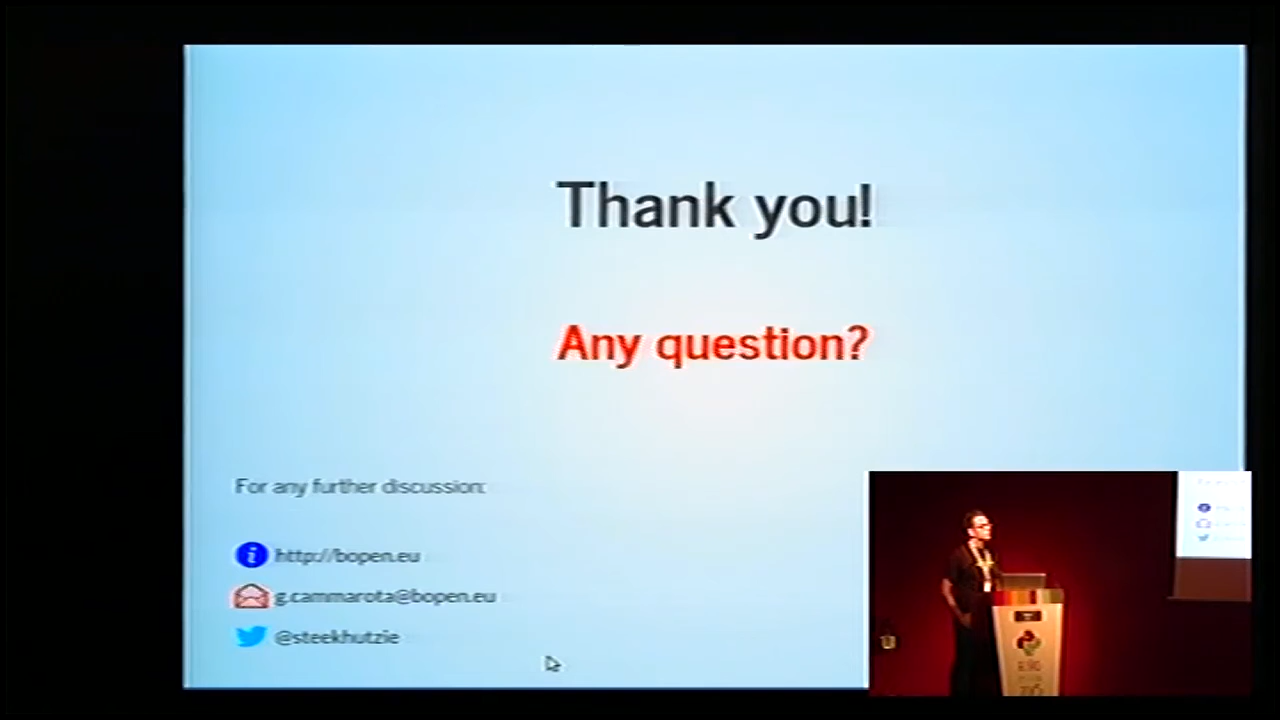 Thank you!
Any question?
For any further discussion:
http://bopen.eu
g.cammarota@bopen.eu
@steekhutzie